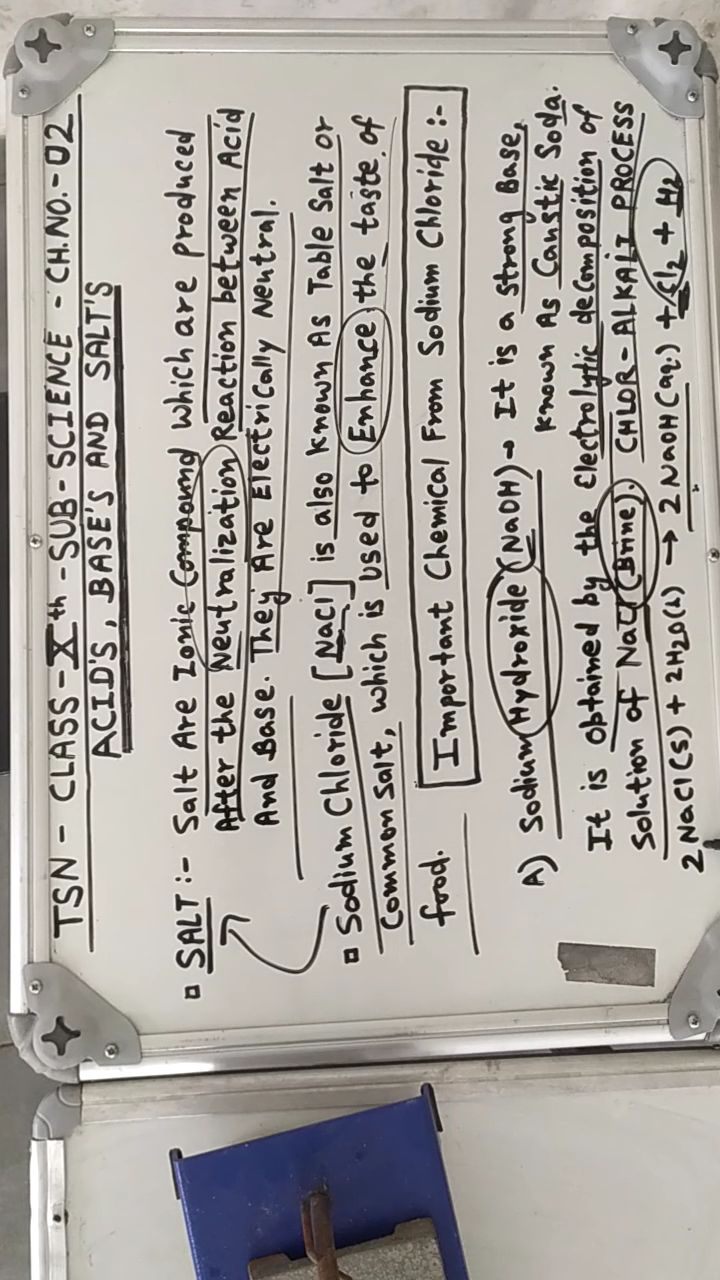 TSN - CLASS - Xth - SUB - SCIENCE - CH.NO. - 02
ACID'S, BASE'S AND SALT'S
▫ SALT :- Salt Are Ionic Compound which are produced
After the Neutralization Reaction between Acid
And Base. They Are Electrically Neutral.
▫ Sodium Chloride [NaCl] is also known As Table Salt or
Common salt, which is used to Enhance the taste of
food.
Important Chemical From Sodium Chloride :-
A) Sodium Hydroxide (NaOH) → It is a strong Base,
known As Caustic Soda.
It is obtained by the Electrolytic decomposition of
Solution of NaCl (Brine). CHLOR-ALKALI PROCESS
2NaCl(s) + 2H2O(l) → 2NaOH(aq.) + Cl2 + H2